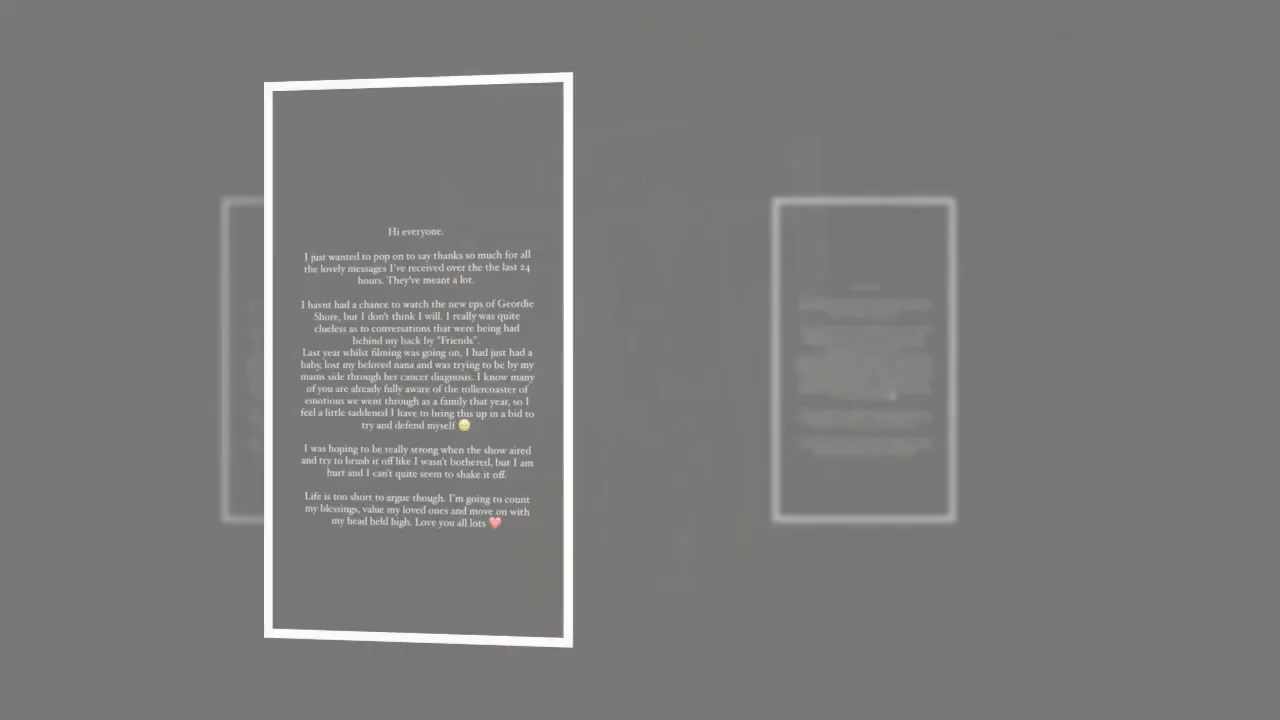 Hi everyone.
I just wanted to pop on to say thanks so much for all
the lovely messages I've received over the the last 24
hours. They've meant a lot.
I havnt had a chance to watch the new eps of Geordie
Shore, but I don't think I will. I really was quite
clueless as to conversations that were being had
behind my back by "Friends".
Last year whilst filming was going on, I had just had a
baby, lost my beloved nana and was trying to be by my
mams side through her cancer diagnosis. I know many
of you are already fully aware of the rollercoaster of
emotions we went through as a family that year, so I
feel a little saddened I have to bring this up in a bid to
try and defend myself 😞
I was hoping to be really strong when the show aired
and try to brush it off like I wasn't bothered, but I am
hurt and I can't quite seem to shake it off.
Life is too short to argue though. I'm going to count
my blessings, value my loved ones and move on with
my head held high. Love you all lots ❤️